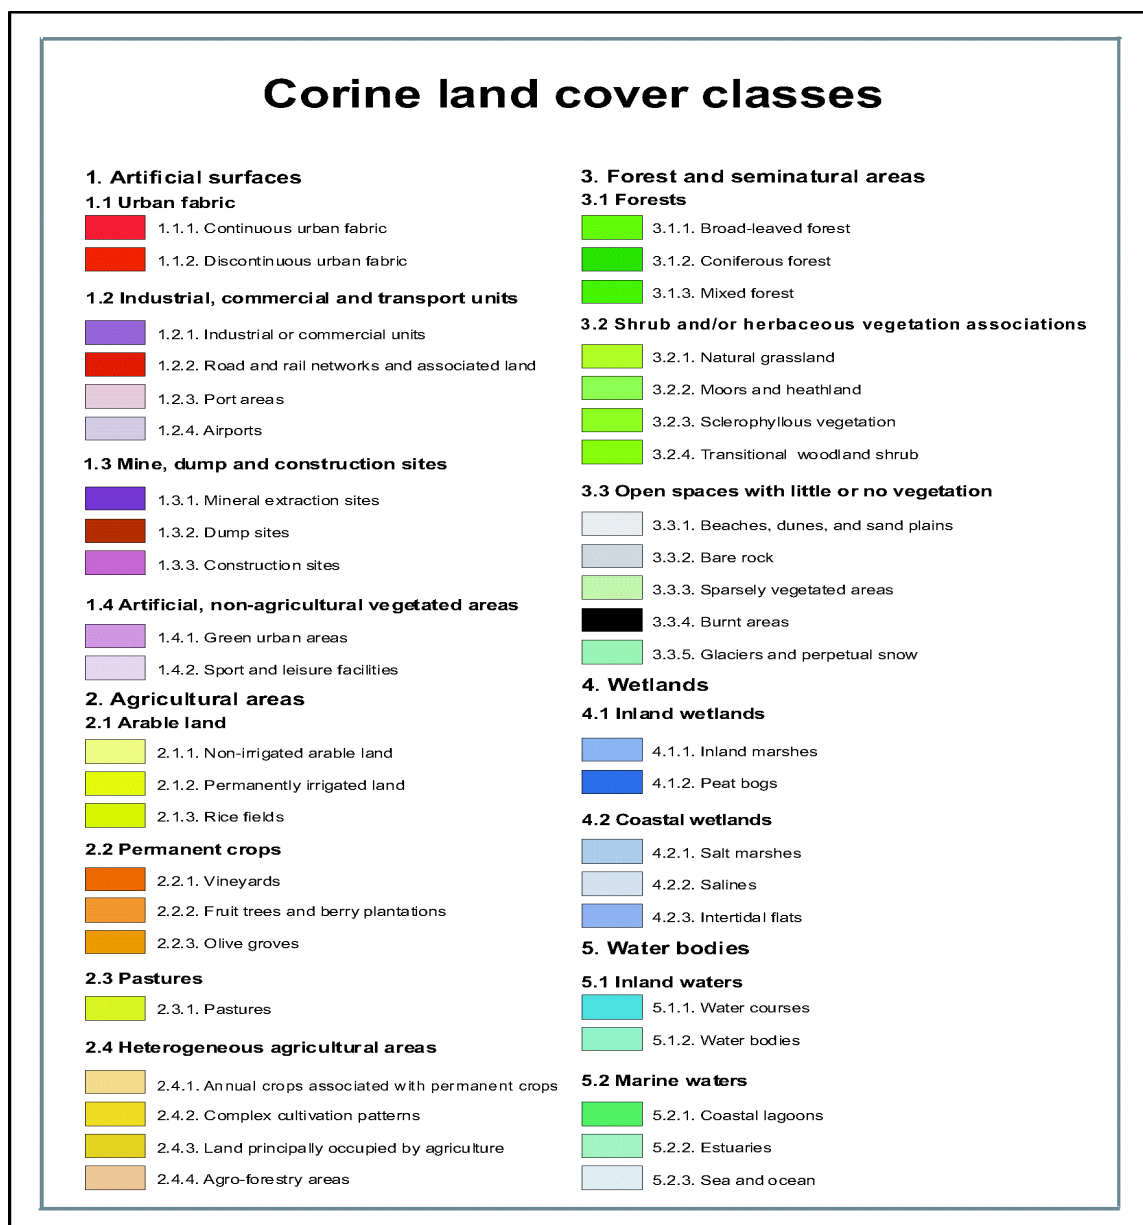 Corine land cover classes
1. Artificial surfaces
1.1 Urban fabric
1.1.1. Continuous urban fabric
1.1.2. Discontinuous urban fabric
1.2 Industrial, commercial and transport units
1.2.1. Industrial or commercial units
1.2.2. Road and rail networks and associated land
1.2.3. Port areas
1.2.4. Airports
1.3 Mine, dump and construction sites
1.3.1. Mineral extraction sites
1.3.2. Dump sites
1.3.3. Construction sites
1.4 Artificial, non-agricultural vegetated areas
1.4.1. Green urban areas
1.4.2. Sport and leisure facilities
2. Agricultural areas
2.1 Arable land
2.1.1. Non-irrigated arable land
2.1.2. Permanently irrigated land
2.1.3. Rice fields
2.2 Permanent crops
2.2.1. Vineyards
2.2.2. Fruit trees and berry plantations
2.2.3. Olive groves
2.3 Pastures
2.3.1. Pastures
2.4 Heterogeneous agricultural areas
2.4.1. Annual crops associated with permanent crops
2.4.2. Complex cultivation patterns
2.4.3. Land principally occupied by agriculture
2.4.4. Agro-forestry areas
3. Forest and seminatural areas
3.1 Forests
3.1.1. Broad-leaved forest
3.1.2. Coniferous forest
3.1.3. Mixed forest
3.2 Shrub and/or herbaceous vegetation associations
3.2.1. Natural grassland
3.2.2. Moors and heathland
3.2.3. Sclerophyllous vegetation
3.2.4. Transitional woodland shrub
3.3 Open spaces with little or no vegetation
3.3.1. Beaches, dunes, and sand plains
3.3.2. Bare rock
3.3.3. Sparsely vegetated areas
3.3.4. Burnt areas
3.3.5. Glaciers and perpetual snow
4. Wetlands
4.1 Inland wetlands
4.1.1. Inland marshes
4.1.2. Peat bogs
4.2 Coastal wetlands
4.2.1. Salt marshes
4.2.2. Salines
4.2.3. Intertidal flats
5. Water bodies
5.1 Inland waters
5.1.1. Water courses
5.1.2. Water bodies
5.2 Marine waters
5.2.1. Coastal lagoons
5.2.2. Estuaries
5.2.3. Sea and ocean